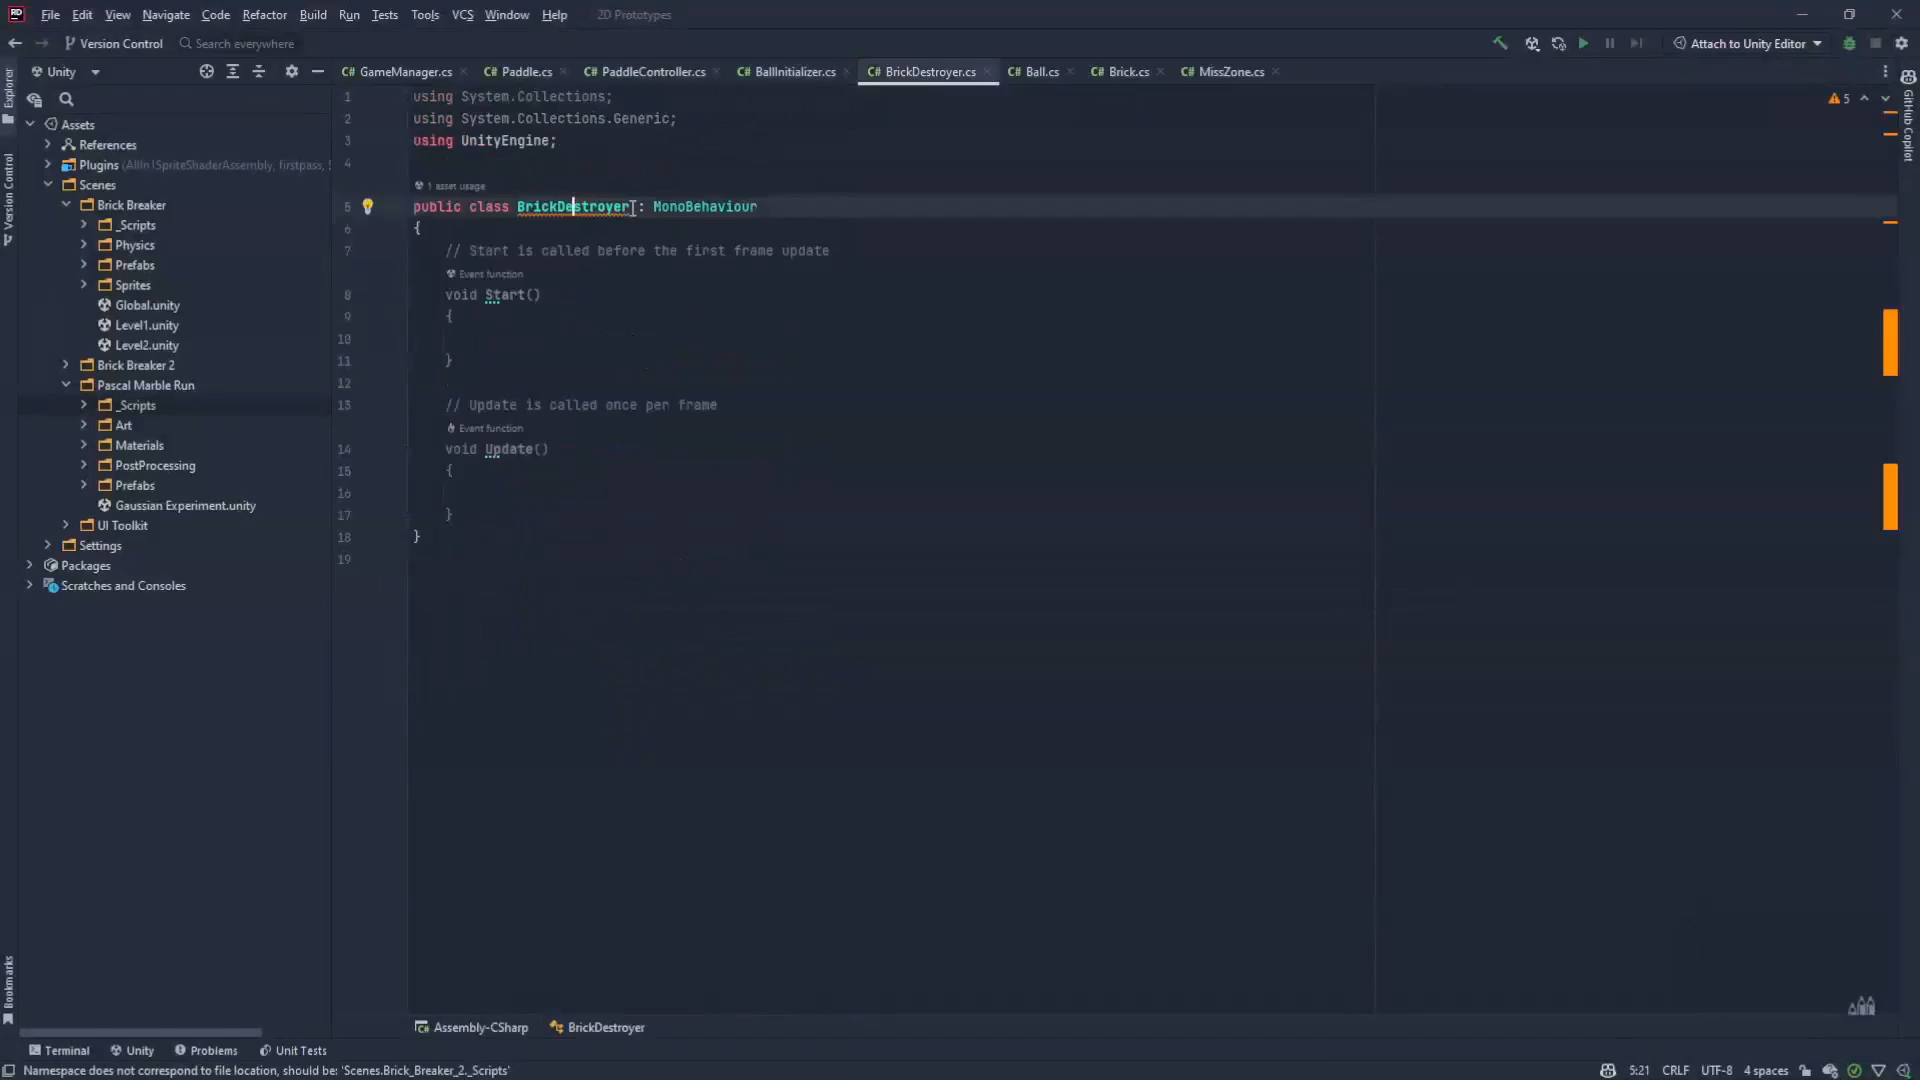 File Edit View Navigate Code Refactor Build Run Tests Tools VCS Window Help 2D Prototypes
Version Control Search everywhere Attach to Unity Editor
Unity GameManager.cs Paddle.cs PaddleController.cs BallInitializer.cs BrickDestroyer.cs Ball.cs Brick.cs MissZone.cs
Explorer
Version Control
Bookmarks
GitHub Copilot
Assets
References
Plugins (AllIn1SpriteShaderAssembly, firstpass,
Scenes
Brick Breaker
_Scripts
Physics
Prefabs
Sprites
Global.unity
Level1.unity
Level2.unity
Brick Breaker 2
Pascal Marble Run
_Scripts
Art
Materials
PostProcessing
Prefabs
Gaussian Experiment.unity
UI Toolkit
Settings
Packages
Scratches and Consoles
5
1 using System.Collections;
2 using System.Collections.Generic;
3 using UnityEngine;
4
1 asset usage
5 public class BrickDestroyer : MonoBehaviour
6 {
7 // Start is called before the first frame update
Event function
8 void Start()
9 {
10
11 }
12
13 // Update is called once per frame
Event function
14 void Update()
15 {
16
17 }
18 }
19
Assembly-CSharp BrickDestroyer
Terminal Unity Problems Unit Tests
Namespace does not correspond to file location, should be: 'Scenes.Brick_Breaker_2._Scripts' 5:21 CRLF UTF-8 4 spaces